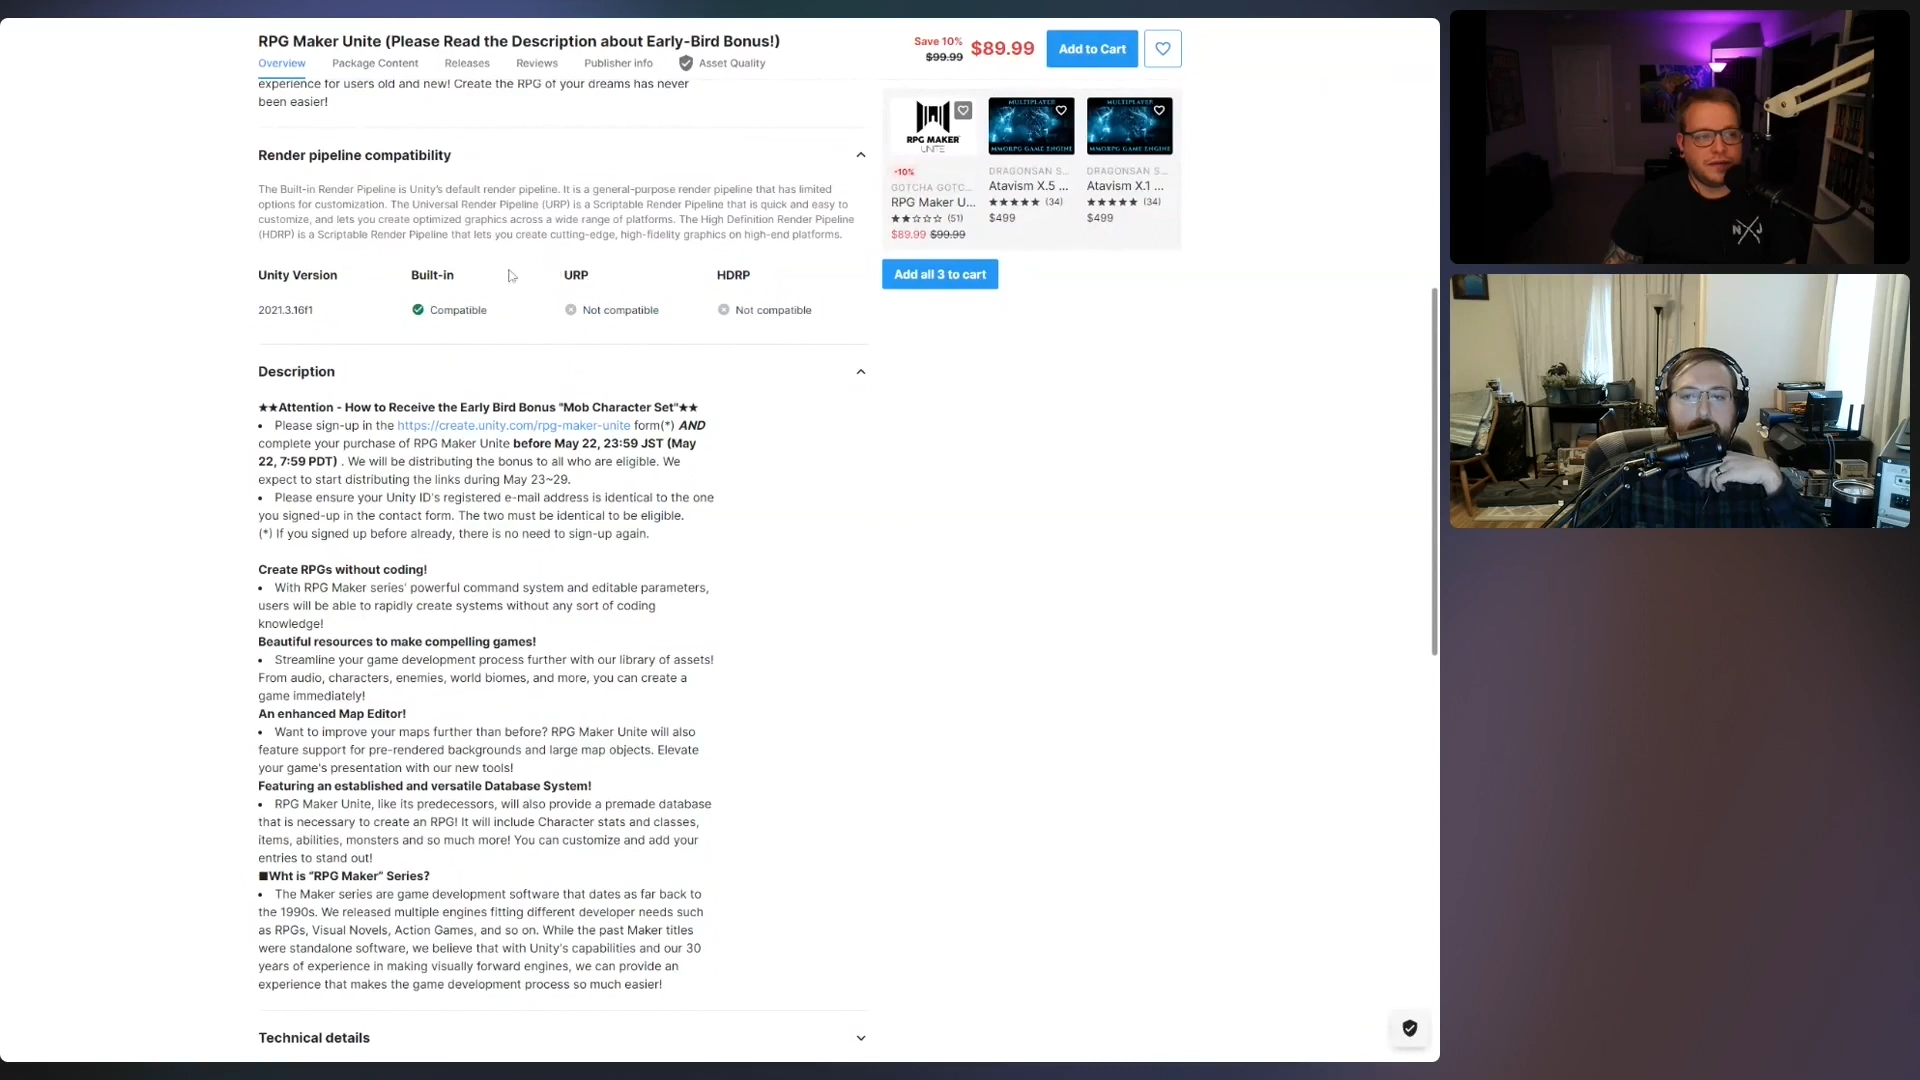 RPG Maker Unite (Please Read the Description about Early-Bird Bonus!)
Save 10%
$99.99
$89.99
Add to Cart
Overview
Package Content
Releases
Reviews
Publisher info
Asset Quality
experience for users old and new! Create the RPG of your dreams has never
been easier!
Render pipeline compatibility
The Built-in Render Pipeline is Unity's default render pipeline. It is a general-purpose render pipeline that has limited
options for customization. The Universal Render Pipeline (URP) is a Scriptable Render Pipeline that is quick and easy to
customize, and lets you create optimized graphics across a wide range of platforms. The High Definition Render Pipeline
(HDRP) is a Scriptable Render Pipeline that lets you create cutting-edge, high-fidelity graphics on high-end platforms.
Unity Version
Built-in
URP
HDRP
2021.3.16f1
Compatible
Not compatible
Not compatible
Description
★★Attention - How to Receive the Early Bird Bonus "Mob Character Set"★★
• Please sign-up in the https://create.unity.com/rpg-maker-unite form(*) AND
complete your purchase of RPG Maker Unite before May 22, 23:59 JST (May
22, 7:59 PDT) . We will be distributing the bonus to all who are eligible. We
expect to start distributing the links during May 23~29.
• Please ensure your Unity ID's registered e-mail address is identical to the one
you signed-up in the contact form. The two must be identical to be eligible.
(*) If you signed up before already, there is no need to sign-up again.
Create RPGs without coding!
• With RPG Maker series' powerful command system and editable parameters,
users will be able to rapidly create systems without any sort of coding
knowledge!
Beautiful resources to make compelling games!
• Streamline your game development process further with our library of assets!
From audio, characters, enemies, world biomes, and more, you can create a
game immediately!
An enhanced Map Editor!
• Want to improve your maps further than before? RPG Maker Unite will also
feature support for pre-rendered backgrounds and large map objects. Elevate
your game's presentation with our new tools!
Featuring an established and versatile Database System!
• RPG Maker Unite, like its predecessors, will also provide a premade database
that is necessary to create an RPG! It will include Character stats and classes,
items, abilities, monsters and so much more! You can customize and add your
entries to stand out!
■Wht is "RPG Maker" Series?
• The Maker series are game development software that dates as far back to
the 1990s. We released multiple engines fitting different developer needs such
as RPGs, Visual Novels, Action Games, and so on. While the past Maker titles
were standalone software, we believe that with Unity's capabilities and our 30
years of experience in making visually forward engines, we can provide an
experience that makes the game development process so much easier!
Technical details
RPG MAKER
UNITE
-10%
GOTCHA GOTC...
RPG Maker U...
★★☆☆☆ (51)
$89.99 $99.99
MULTIPLAYER
MMORPG GAME ENGINE
DRAGONSAN S...
Atavism X.5 ...
★★★★★ (34)
$499
MULTIPLAYER
MMORPG GAME ENGINE
DRAGONSAN S...
Atavism X.1 ...
★★★★★ (34)
$499
Add all 3 to cart
N J